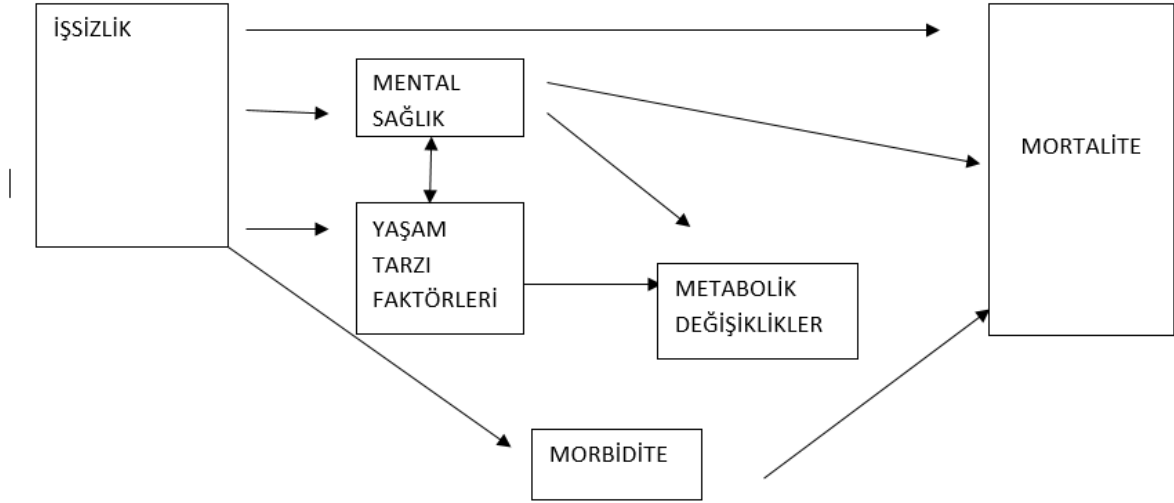 İŞSİZLİK
MENTAL
SAĞLIK
MORTALİTE
YAŞAM
TARZI
FAKTÖRLERİ
METABOLİK
DEĞİŞİKLİKLER
MORBİDİTE